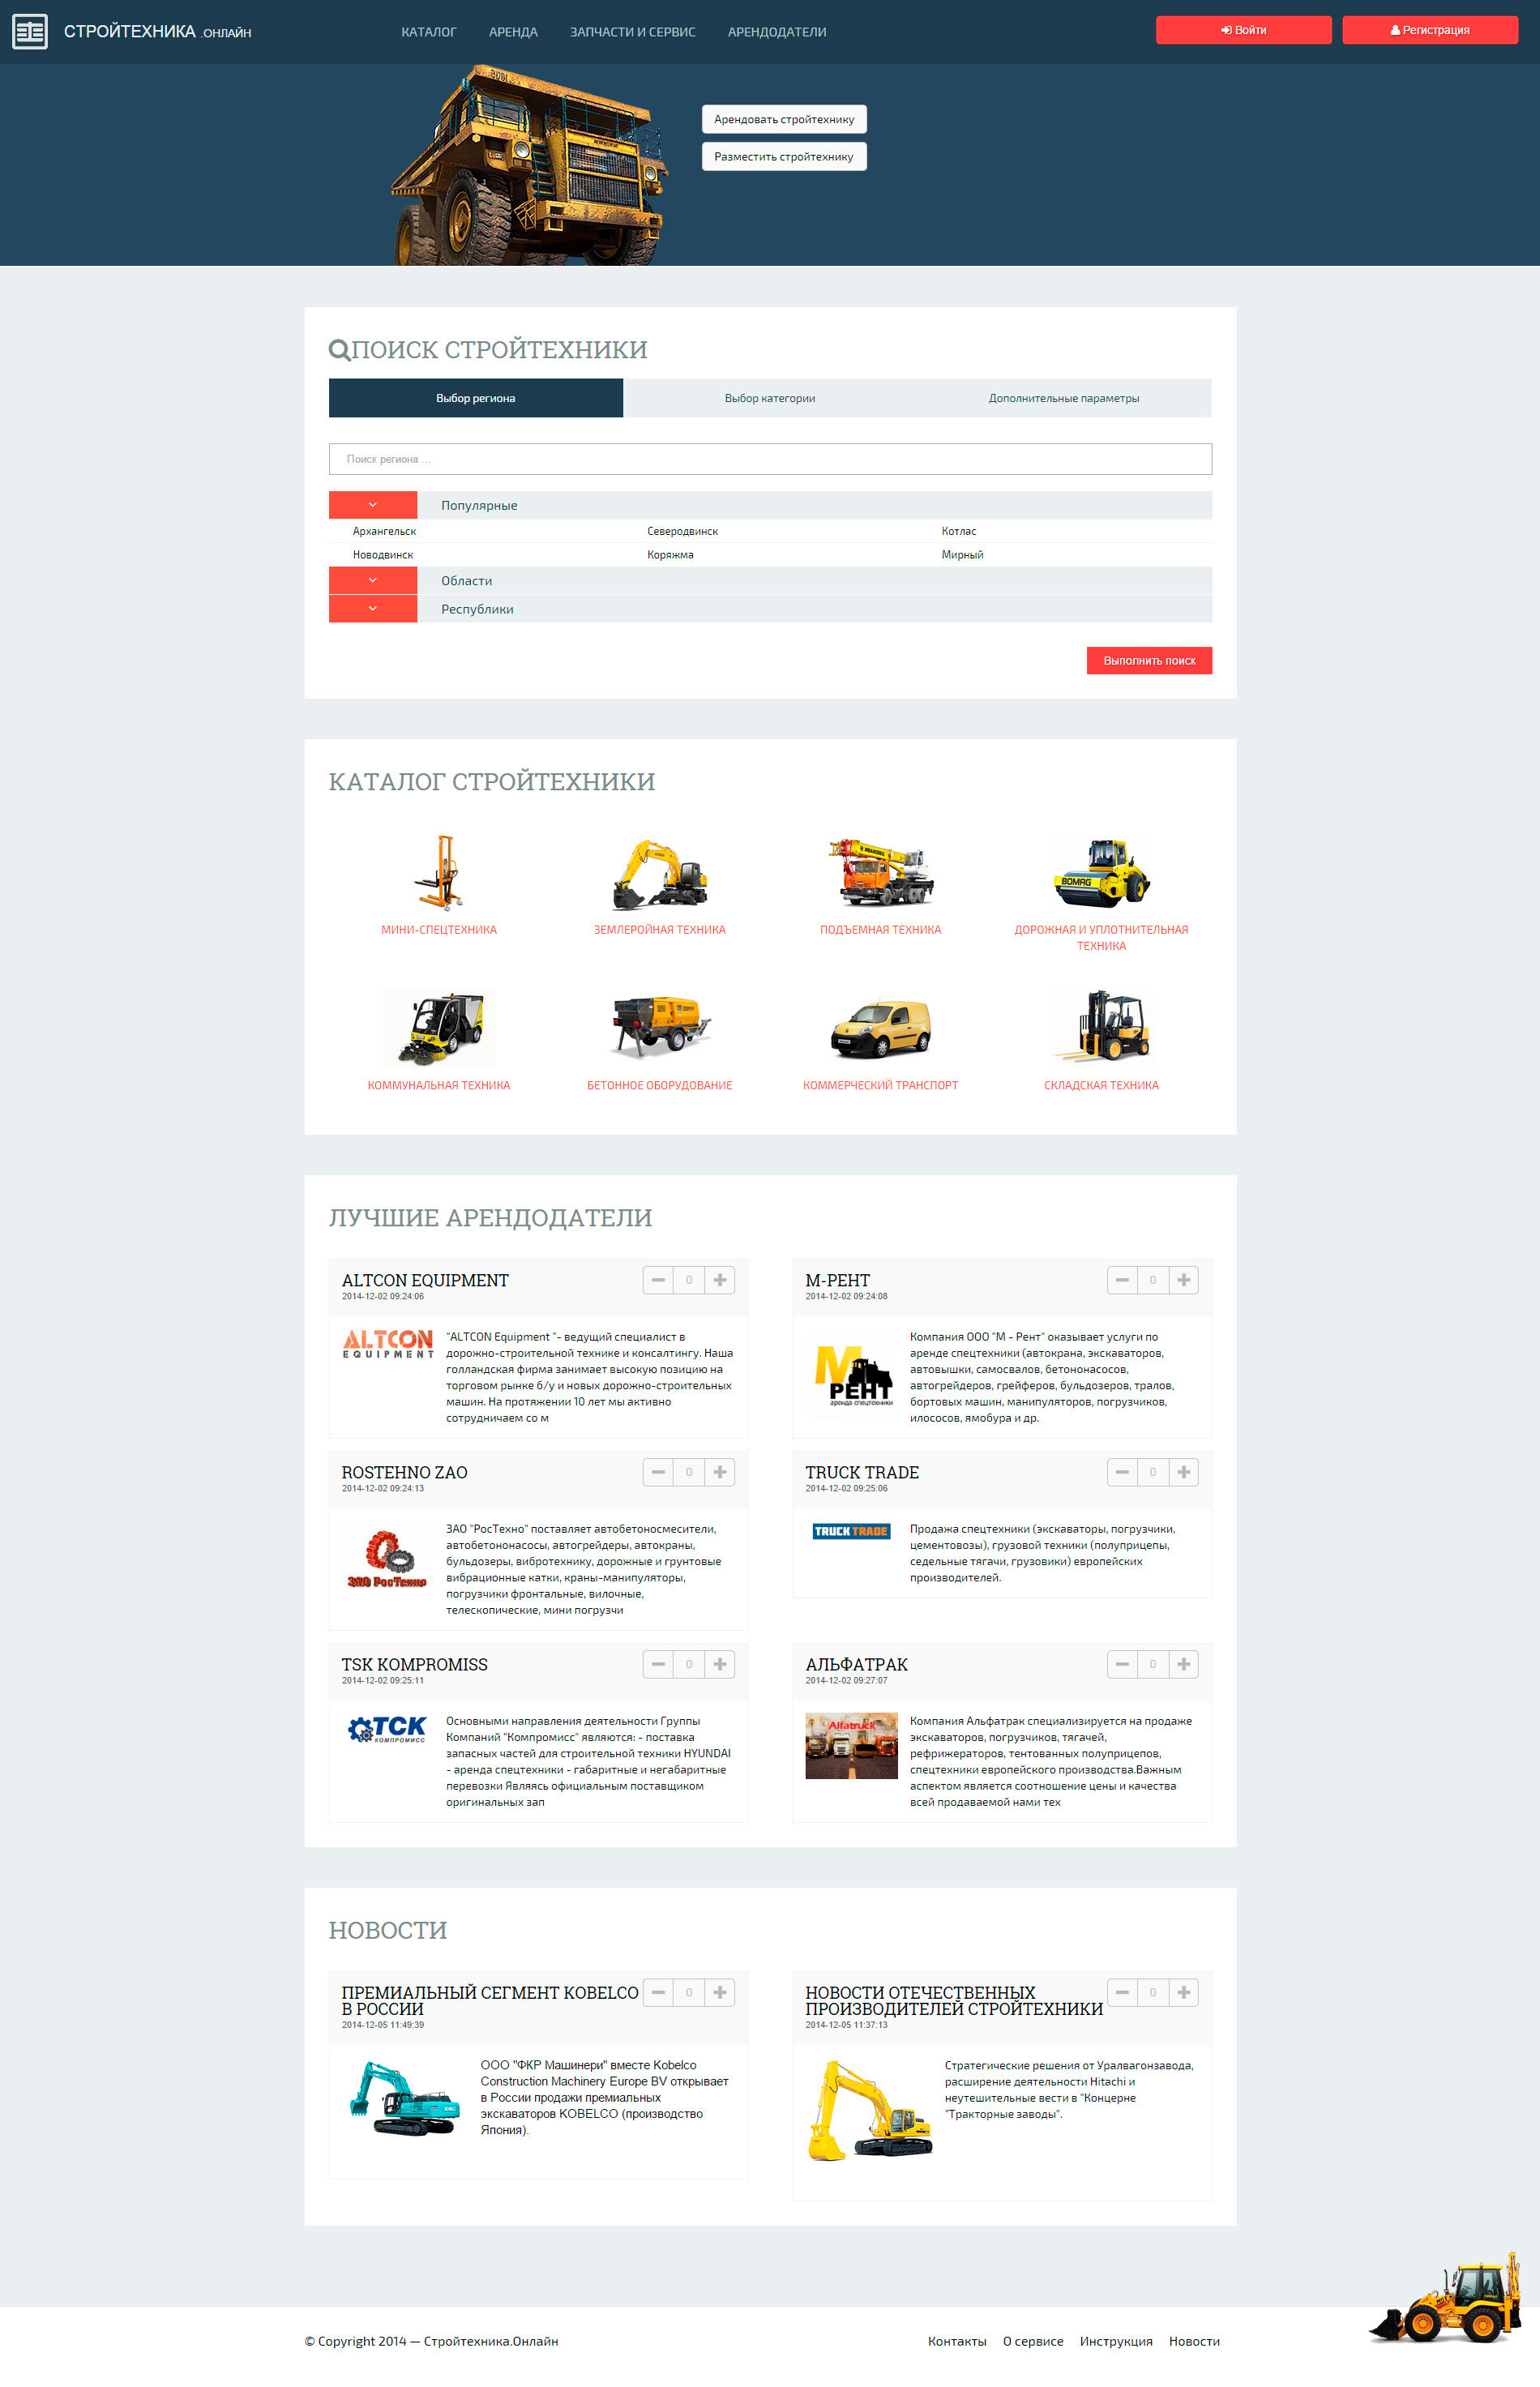 СТРОЙТЕХНИКА .ОНЛАЙН
КАТАЛОГ АРЕНДА ЗАПЧАСТИ И СЕРВИС АРЕНДОДАТЕЛИ
Войти Регистрация
Арендовать стройтехнику
Разместить стройтехнику
ПОИСК СТРОЙТЕХНИКИ
Выбор региона Выбор категории Дополнительные параметры
Поиск региона ...
Популярные
Архангельск Северодвинск Котлас
Новодвинск Коряжма Мирный
Области
Республики
Выполнить поиск
КАТАЛОГ СТРОЙТЕХНИКИ
BOMAG
МИНИ-СПЕЦТЕХНИКА ЗЕМЛЕРОЙНАЯ ТЕХНИКА ПОДЪЕМНАЯ ТЕХНИКА ДОРОЖНАЯ И УПЛОТНИТЕЛЬНАЯ
ТЕХНИКА
КОММУНАЛЬНАЯ ТЕХНИКА БЕТОННОЕ ОБОРУДОВАНИЕ КОММЕРЧЕСКИЙ ТРАНСПОРТ СКЛАДСКАЯ ТЕХНИКА
ЛУЧШИЕ АРЕНДОДАТЕЛИ
ALTCON EQUIPMENT
0
2014-12-02 09:24:06
ALTCON
EQUIPMENT
"ALTCON Equipment "- ведущий специалист в
дорожно-строительной технике и консалтингу. Наша
голландская фирма занимает высокую позицию на
торговом рынке б/у и новых дорожно-строительных
машин. На протяжении 10 лет мы активно
сотрудничаем со м
М-РЕНТ
0
2014-12-02 09:24:08
М
РЕНТ
аренда спецтехники
Компания ООО "М - Рент" оказывает услуги по
аренде спецтехники (автокрана, экскаваторов,
автовышки, самосвалов, бетононасосов,
автогрейдеров, грейферов, бульдозеров, тралов,
бортовых машин, манипуляторов, погрузчиков,
илососов, ямобура и др.
ROSTEHNO ZAO
0
2014-12-02 09:24:13
ЗАО РосТехно
ЗАО "РосТехно" поставляет автобетоносмесители,
автобетононасосы, автогрейдеры, автокраны,
бульдозеры, вибротехнику, дорожные и грунтовые
вибрационные катки, краны-манипуляторы,
погрузчики фронтальные, вилочные,
телескопические, мини погрузчи
TRUCK TRADE
0
2014-12-02 09:25:06
TRUCK TRADE
Продажа спецтехники (экскаваторы, погрузчики,
цементовозы), грузовой техники (полуприцепы,
седельные тягачи, грузовики) европейских
производителей.
TSK KOMPROMISS
0
2014-12-02 09:25:11
ТСК
КОМПРОМИСС
Основными направления деятельности Группы
Компаний "Компромисс" являются: - поставка
запасных частей для строительной техники HYUNDAI
- аренда спецтехники - габаритные и негабаритные
перевозки Являясь официальным поставщиком
оригинальных зап
АЛЬФАТРАК
0
2014-12-02 09:27:07
Alfatruck
Компания Альфатрак специализируется на продаже
экскаваторов, погрузчиков, тягачей,
рефрижераторов, тентованных полуприцепов,
спецтехники европейского производства.Важным
аспектом является соотношение цены и качества
всей продаваемой нами тех
НОВОСТИ
ПРЕМИАЛЬНЫЙ СЕГМЕНТ KOBELCO
В РОССИИ
0
2014-12-05 11:49:39
ООО "ФКР Машинери" вместе Kobelco
Construction Machinery Europe BV открывает
в России продажи премиальных
экскаваторов KOBELCO (производство
Япония).
НОВОСТИ ОТЕЧЕСТВЕННЫХ
ПРОИЗВОДИТЕЛЕЙ СТРОЙТЕХНИКИ
0
2014-12-05 11:37:13
Стратегические решения от Уралвагонзавода,
расширение деятельности Hitachi и
неутешительные вести в "Концерне
"Тракторные заводы".
© Copyright 2014 — Стройтехника.Онлайн
Контакты О сервисе Инструкция Новости